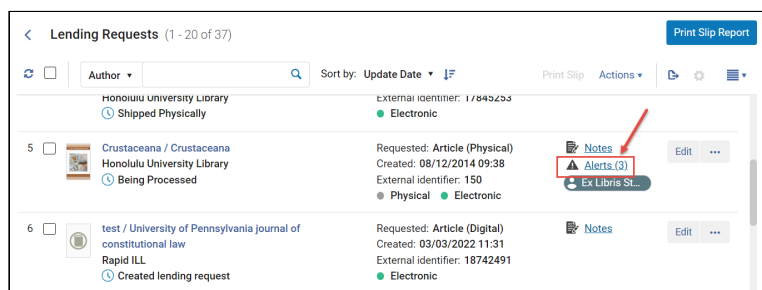 Lending Requests (1 - 20 of 37)
Print Slip Report
Author
Sort by: Update Date
Print Slip
Actions
Honolulu University Library
Shipped Physically
External identifier: 17845253
Electronic
5
Crustaceana / Crustaceana
Honolulu University Library
Being Processed
Requested: Article (Physical)
Created: 08/12/2014 09:38
External identifier: 150
Physical Electronic
Notes
Alerts (3)
Ex Libris St...
Edit
6
test / University of Pennsylvania journal of
constitutional law
Rapid ILL
Created lending request
Requested: Article (Digital)
Created: 03/03/2022 11:31
External identifier: 18742491
Electronic
Notes
Edit